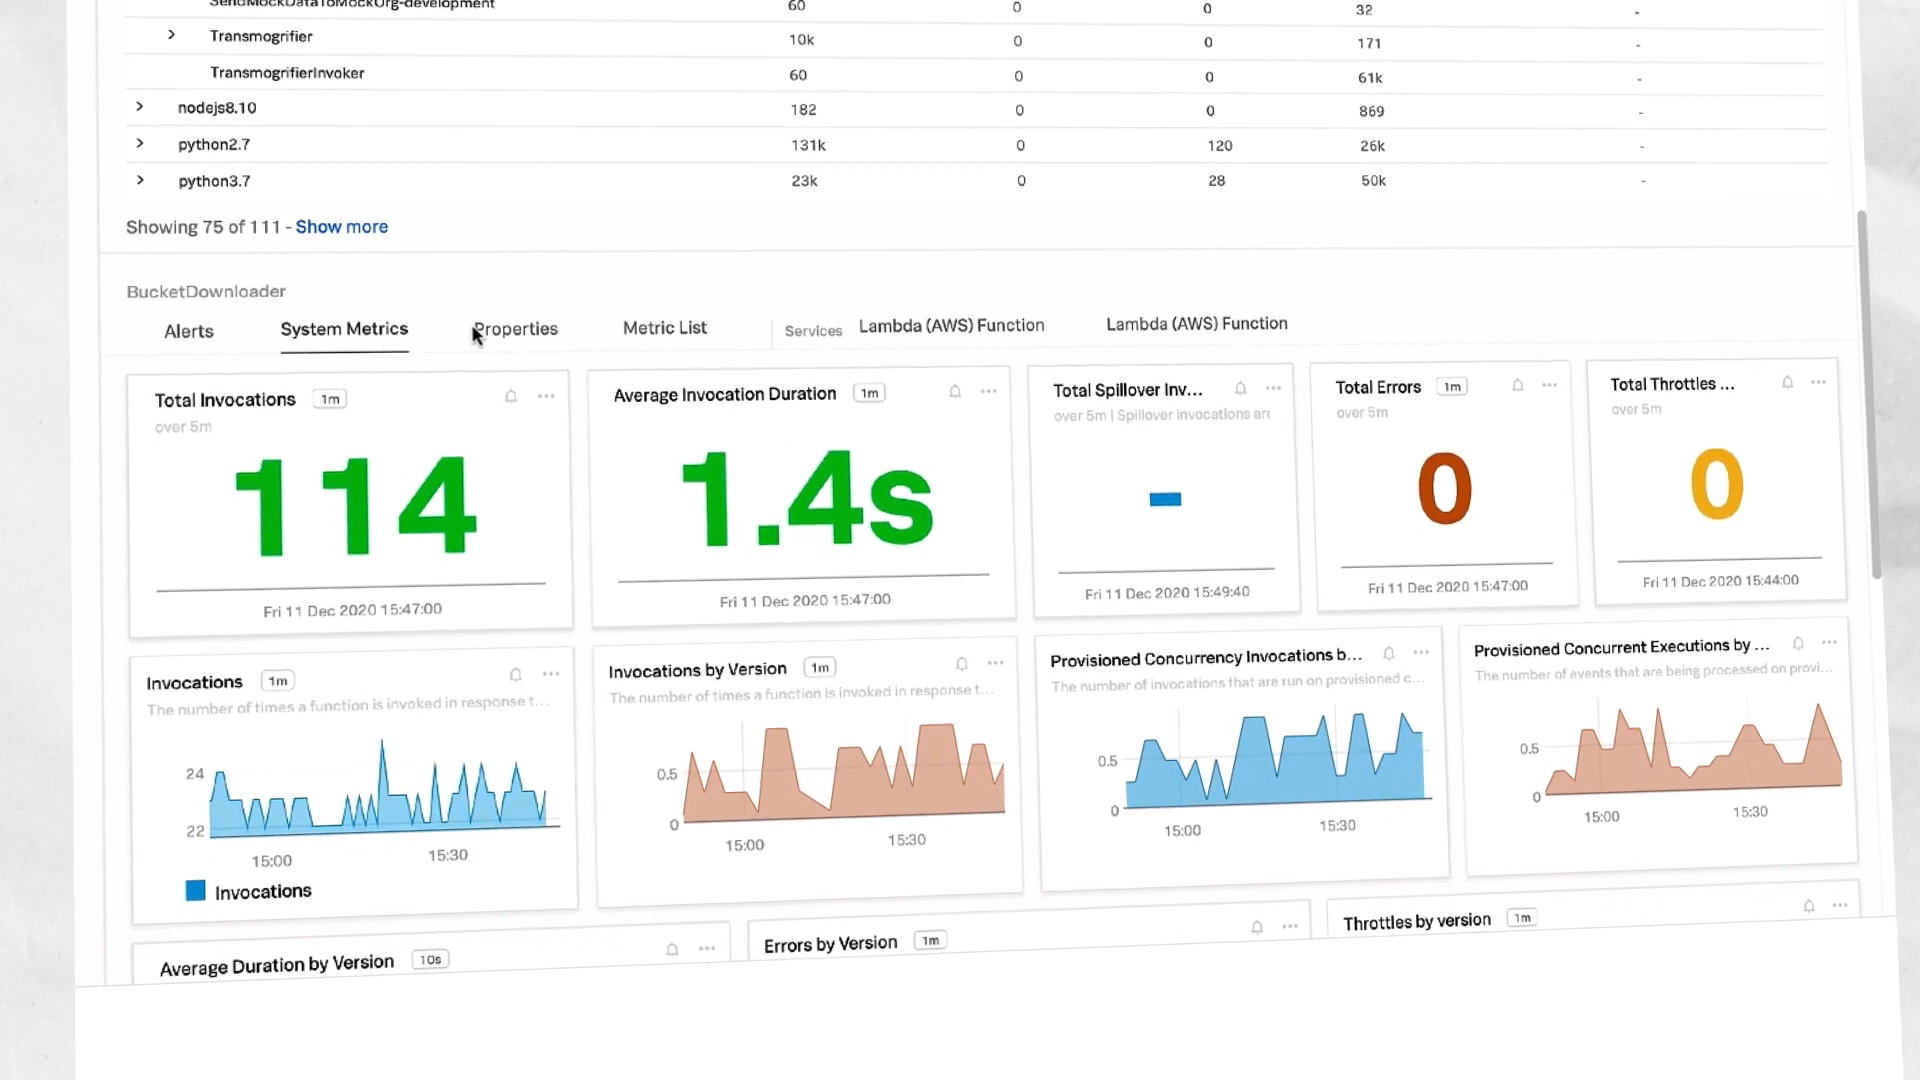 SendMockDataToMockOrg-development 60 0 0 32 -
Transmogrifier 10k 0 0 171 -
TransmogrifierInvoker 60 0 0 61k -
nodejs8.10 182 0 0 869 -
python2.7 131k 0 120 26k -
python3.7 23k 0 28 50k -
Showing 75 of 111 - Show more
BucketDownloader
Alerts System Metrics Properties Metric List Services Lambda (AWS) Function Lambda (AWS) Function
Total Invocations 1m
over 5m
114
Fri 11 Dec 2020 15:47:00
Average Invocation Duration 1m
1.4s
Fri 11 Dec 2020 15:47:00
Total Spillover Inv...
over 5m | Spillover invocations are
-
Fri 11 Dec 2020 15:49:40
Total Errors 1m
over 5m
0
Fri 11 Dec 2020 15:47:00
Total Throttles ...
over 5m
0
Fri 11 Dec 2020 15:44:00
Invocations 1m
The number of times a function is invoked in response t...
24
22
15:00 15:30
Invocations
Invocations by Version 1m
The number of times a function is invoked in response t...
0.5
0
15:00 15:30
Provisioned Concurrency Invocations b...
The number of invocations that are run on provisioned c...
0.5
0
15:00 15:30
Provisioned Concurrent Executions by ...
The number of events that are being processed on provi...
0.5
0
15:00 15:30
Average Duration by Version 10s
Errors by Version 1m
Throttles by version 1m